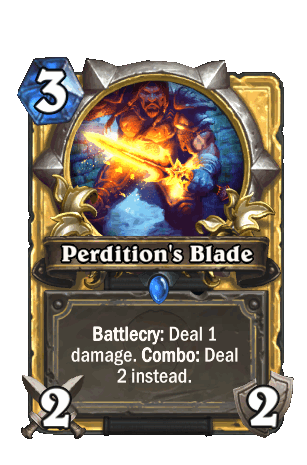 3
Perdition's Blade
Battlecry: Deal 1
damage. Combo: Deal
2 instead.
2
2